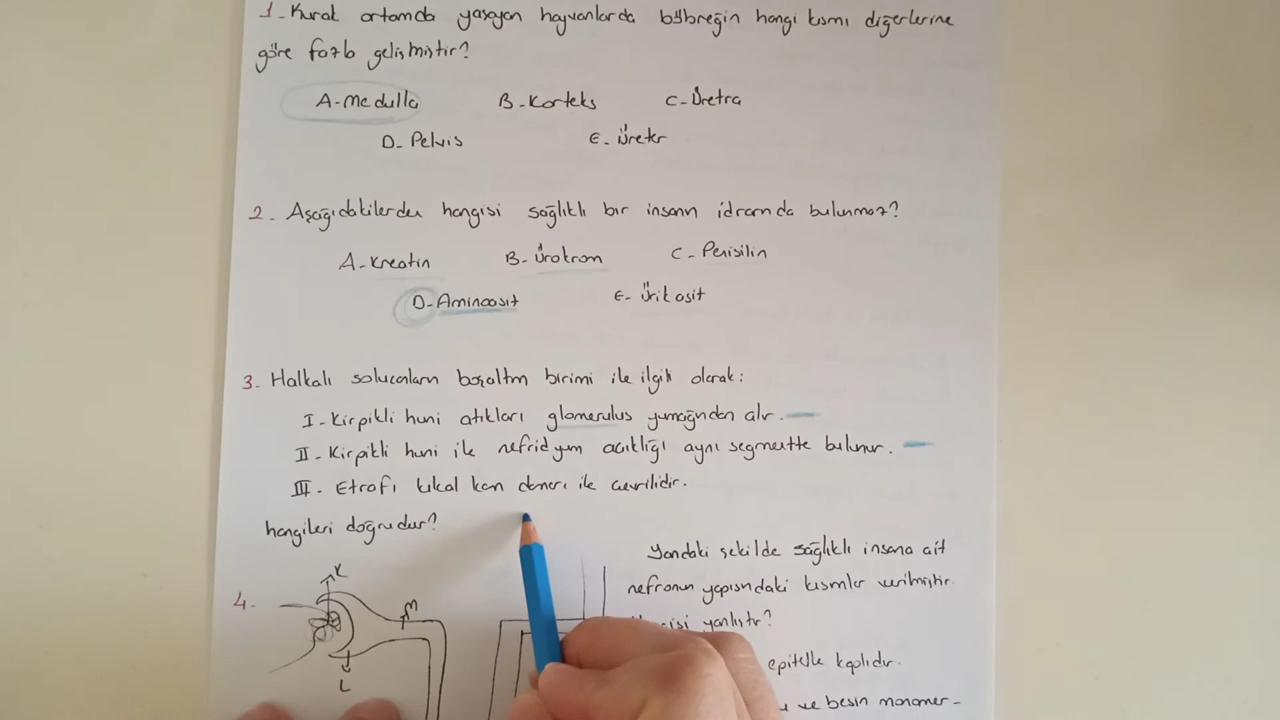 1- Kurak ortamda yaşayan hayvanlarda böbreğin hangi kısmı diğerlerine
göre fazla gelişmiştir?
A- Medulla B- Korteks C- Üretra
D- Pelvis E- Üreter
2- Aşağıdakilerden hangisi sağlıklı bir insanın idrarında bulunmaz?
A- Kreatin B- Ürokrom C- Penisilin
D- Aminoasit E- Ürik asit
3- Halkalı solucanların boşaltım birimi ile ilgili olarak:
I- Kirpikli huni atıkları glomerulus yumağından alır.
II- Kirpikli huni ile nefridyum açıklığı aynı segmentte bulunur.
III- Etrafı kılcal kan damarı ile çevrilidir.
hangileri doğrudur?
4- K M L
Yandaki şekilde sağlıklı insana ait
nefronun yapısındaki kısımlar verilmiştir.
yanlıştır?
epitelle kaplıdır.
ve besin monomer-